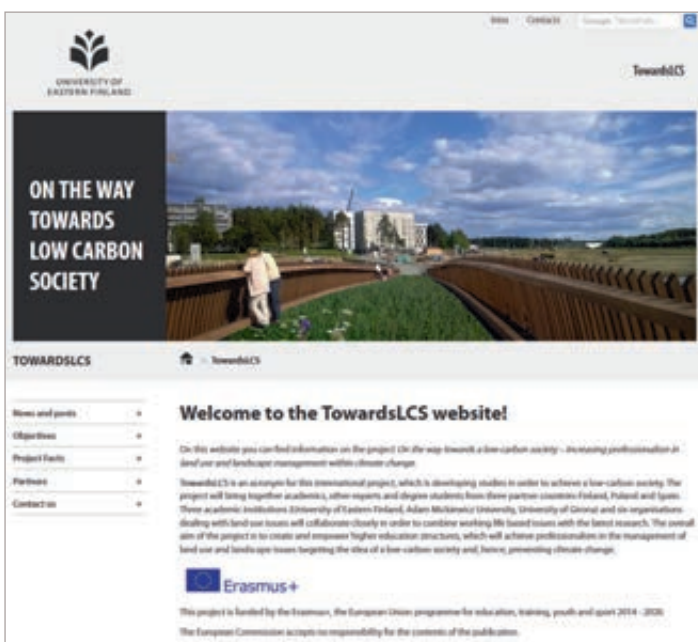 Contacts
UNIVERSITY OF
EASTERN FINLAND
TowardsLCS
ON THE WAY
TOWARDS
LOW CARBON
SOCIETY
TOWARDSLCS
TowardsLCS
News and posts
Objectives
Project Facts
Partners
Contact us
Welcome to the TowardsLCS website!
On this website you can find information on the project On the way towards a low-carbon society – increasing professionalism in
land use and landscape management within climate change.
TowardsLCS is an acronym for this international project, which is developing studies in order to achieve a low-carbon society. The
project will bring together academics, other experts and degree students from three partner countries Finland, Poland and Spain.
Three academic institutions (University of Eastern Finland, Adam Mickiewicz University, University of Girona) and six organisations
dealing with land use issues will collaborate closely in order to combine working life based issues with the latest research. The overall
aim of the project is to create and empower higher education structures, which will achieve professionalism in the management of
land use and landscape issues targeting the idea of a low-carbon society and, hence, preventing climate change.
Erasmus+
This project is funded by the Erasmus+, the European Union programme for education, training, youth and sport 2014 - 2020.
The European Commission accepts no responsibility for the contents of the publication.